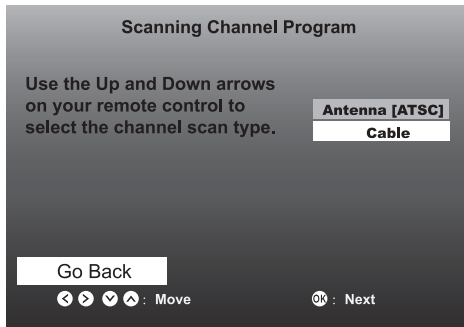 Scanning Channel Program
Use the Up and Down arrows
on your remote control to
select the channel scan type.
Antenna [ATSC]
Cable
Go Back
: Move
OK : Next